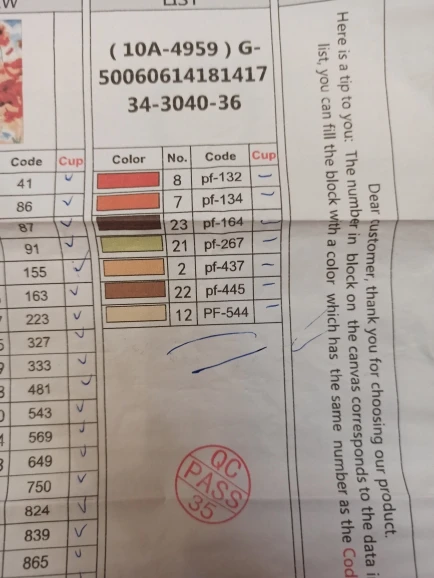 W
LIST
( 10A-4959 ) G-
50060614181417
34-3040-36
Code Cup
41
86
87
91
155
163
223
327
333
481
543
569
649
750
824
839
865
Color No. Code Cup
8 pf-132
7 pf-134
23 pf-164
21 pf-267
2 pf-437
22 pf-445
12 PF-544
QC
PASS
35
Dear customer, thank you for choosing our product.
Here is a tip to you: The number in block on the canvas corresponds to the data i
list, you can fill the block with a color which has the same number as the Cod